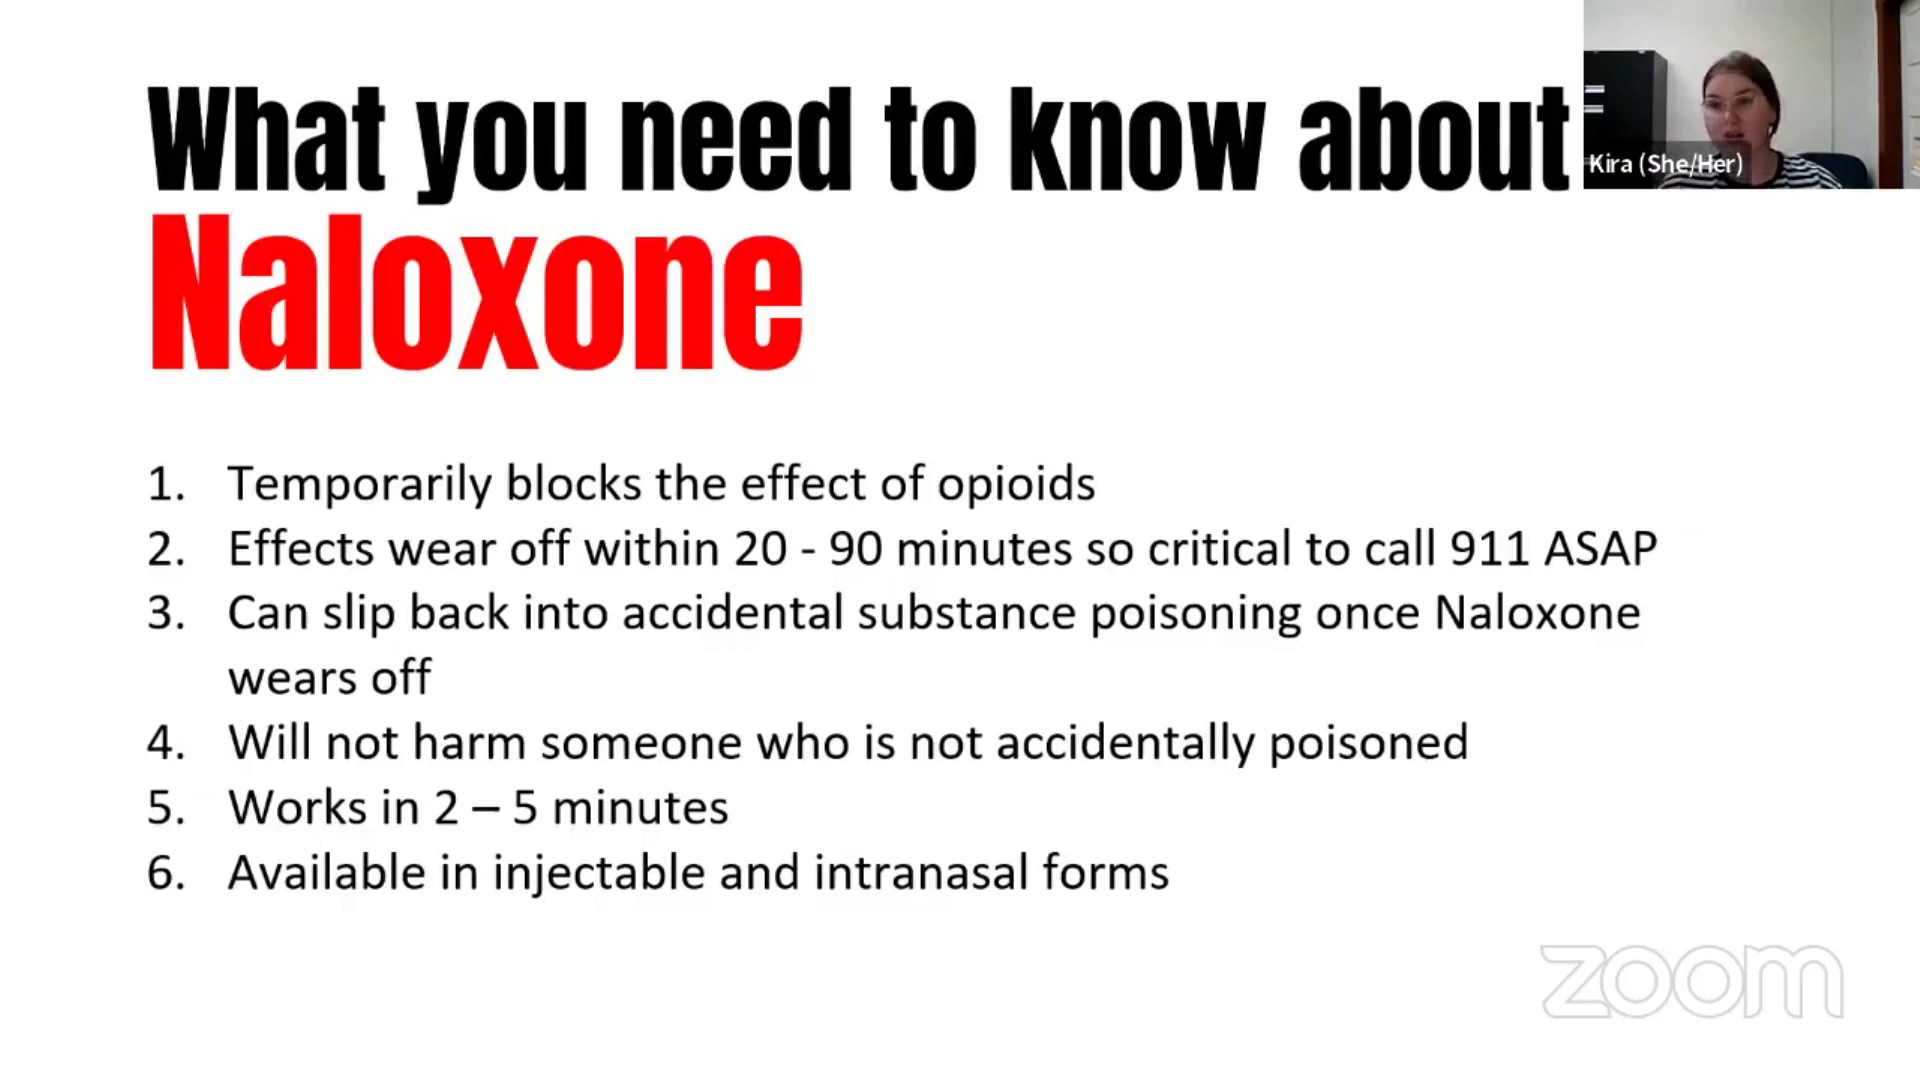 What you need to know about
Kira (She/Her)
Naloxone
1. Temporarily blocks the effect of opioids
2. Effects wear off within 20 - 90 minutes so critical to call 911 ASAP
3. Can slip back into accidental substance poisoning once Naloxone
wears off
4. Will not harm someone who is not accidentally poisoned
5. Works in 2 – 5 minutes
6. Available in injectable and intranasal forms
zoom